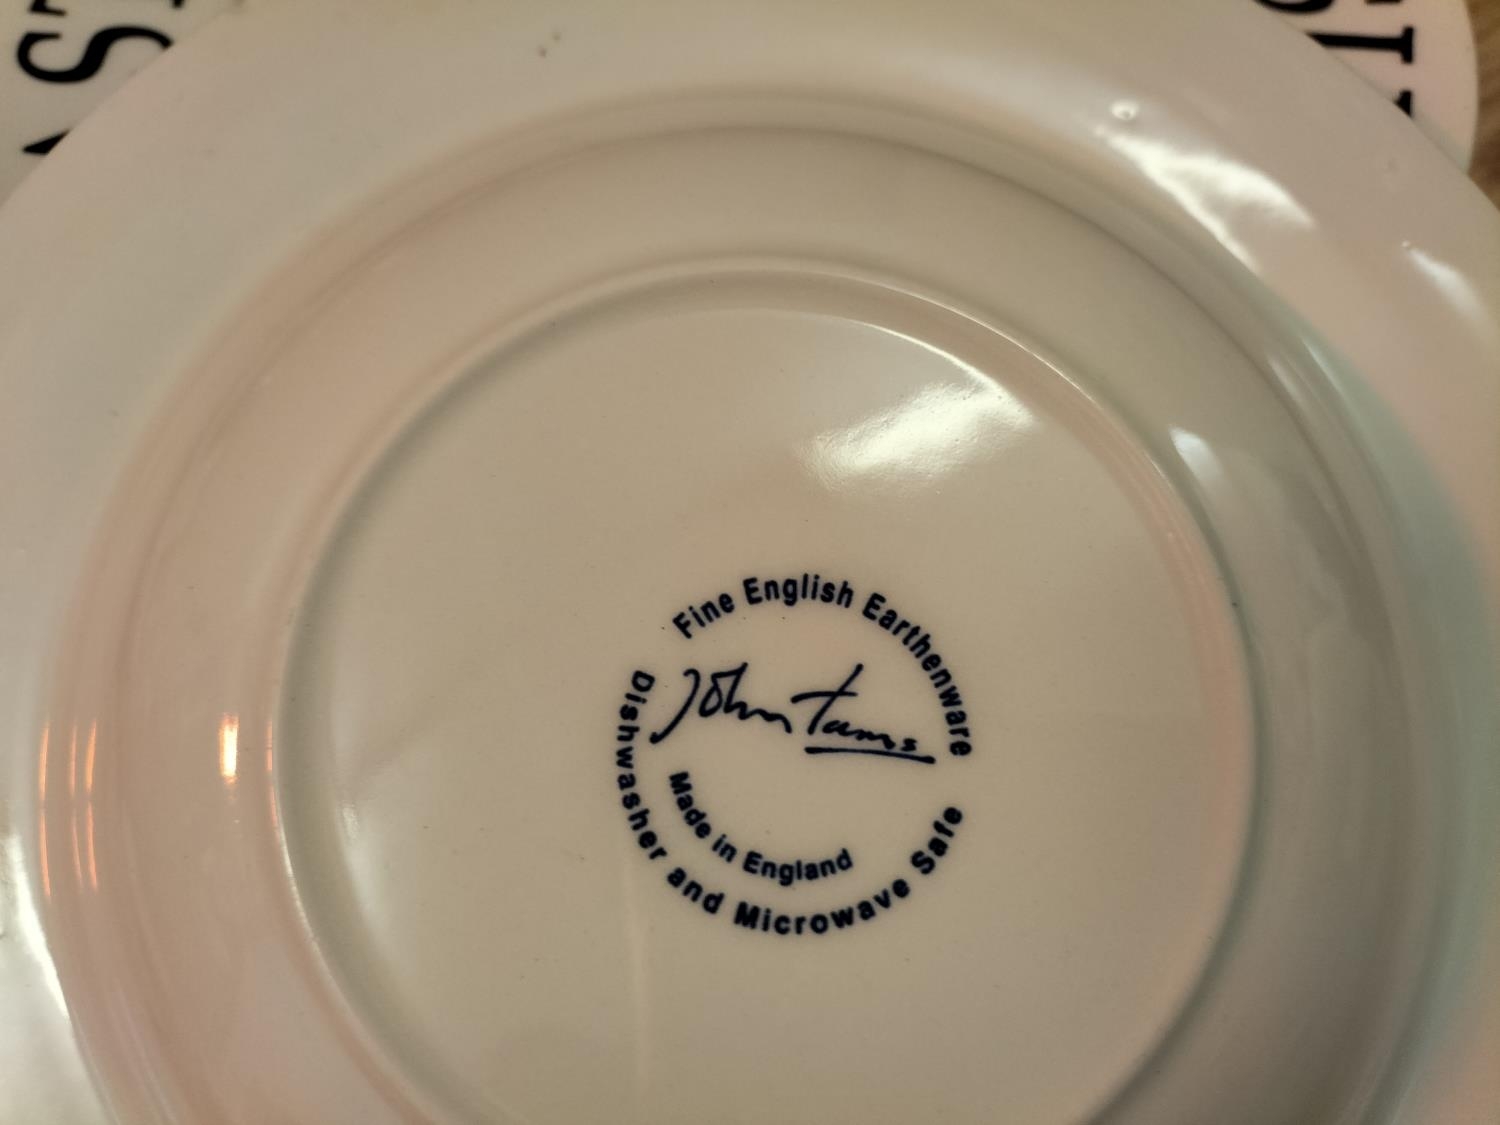 Fine English Earthenware
John Tams
Made in England
Dishwasher and Microwave Safe